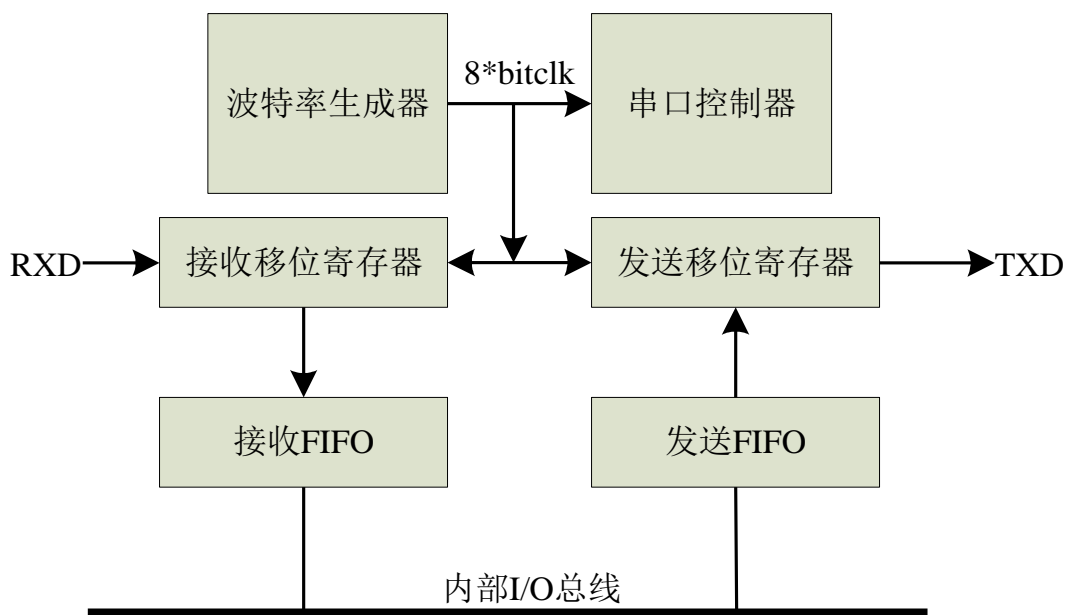 波特率生成器
8*bitclk
串口控制器
RXD
接收移位寄存器
发送移位寄存器
TXD
接收FIFO
发送FIFO
内部I/O总线